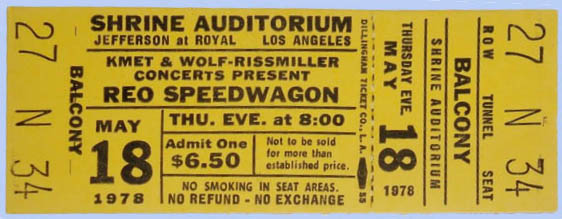 27 N 34
BALCONY
SHRINE AUDITORIUM
JEFFERSON at ROYAL LOS ANGELES
KMET & WOLF-RISSMILLER
CONCERTS PRESENT
REO SPEEDWAGON
MAY
18
1978
THU. EVE. at 8:00
Admit One
$6.50
Not to be sold
for more than
established price.
NO SMOKING IN SEAT AREAS.
NO REFUND - NO EXCHANGE
DILLINGHAM TICKET CO., L.A. 55
THURSDAY EVE.
MAY
18
1978
SHRINE AUDITORIUM
BALCONY
ROW TUNNEL SEAT
27 N 34